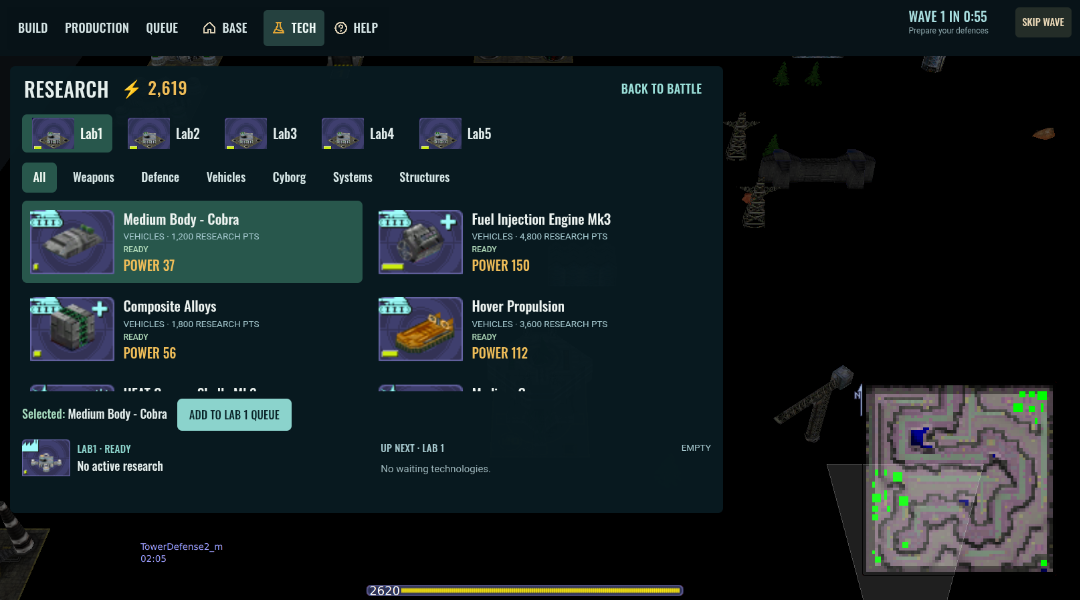 BUILD PRODUCTION QUEUE BASE TECH HELP
WAVE 1 IN 0:55
Prepare your defences
SKIP WAVE
RESEARCH 2,619
BACK TO BATTLE
Lab1 Lab2 Lab3 Lab4 Lab5
All Weapons Defence Vehicles Cyborg Systems Structures
Medium Body - Cobra
VEHICLES · 1,200 RESEARCH PTS
READY
POWER 37
Fuel Injection Engine Mk3
VEHICLES · 4,800 RESEARCH PTS
READY
POWER 150
Composite Alloys
VEHICLES · 1,800 RESEARCH PTS
READY
POWER 56
Hover Propulsion
VEHICLES · 3,600 RESEARCH PTS
READY
POWER 112
Selected: Medium Body - Cobra
ADD TO LAB 1 QUEUE
LAB1 · READY
No active research
UP NEXT · LAB 1
EMPTY
No waiting technologies.
TowerDefense2_m
02:05
2620
N